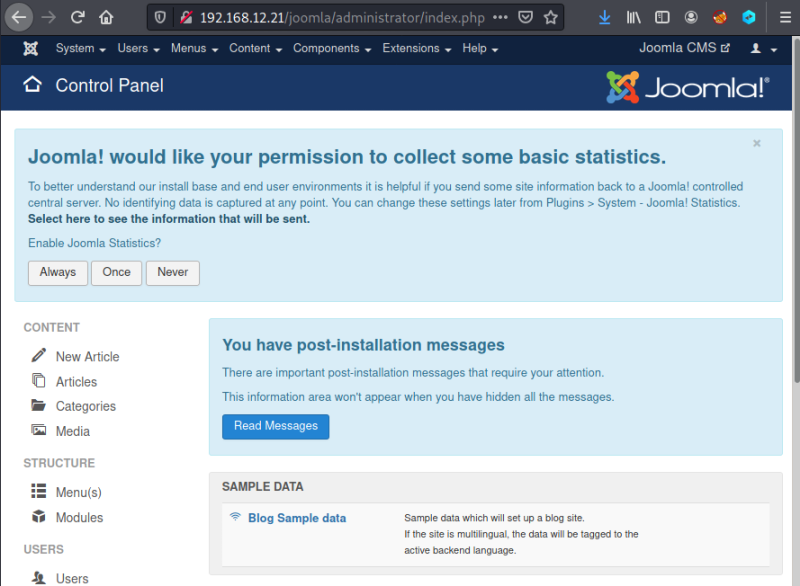 192.168.12.21/joomla/administrator/index.php
System Users Menus Content Components Extensions Help Joomla CMS
Control Panel
Joomla!®
Joomla! would like your permission to collect some basic statistics.
To better understand our install base and end user environments it is helpful if you send some site information back to a Joomla! controlled
central server. No identifying data is captured at any point. You can change these settings later from Plugins > System - Joomla! Statistics.
Select here to see the information that will be sent.
Enable Joomla Statistics?
Always Once Never
CONTENT
New Article
Articles
Categories
Media
STRUCTURE
Menu(s)
Modules
USERS
Users
You have post-installation messages
There are important post-installation messages that require your attention.
This information area won't appear when you have hidden all the messages.
Read Messages
SAMPLE DATA
Blog Sample data
Sample data which will set up a blog site.
If the site is multilingual, the data will be tagged to the
active backend language.